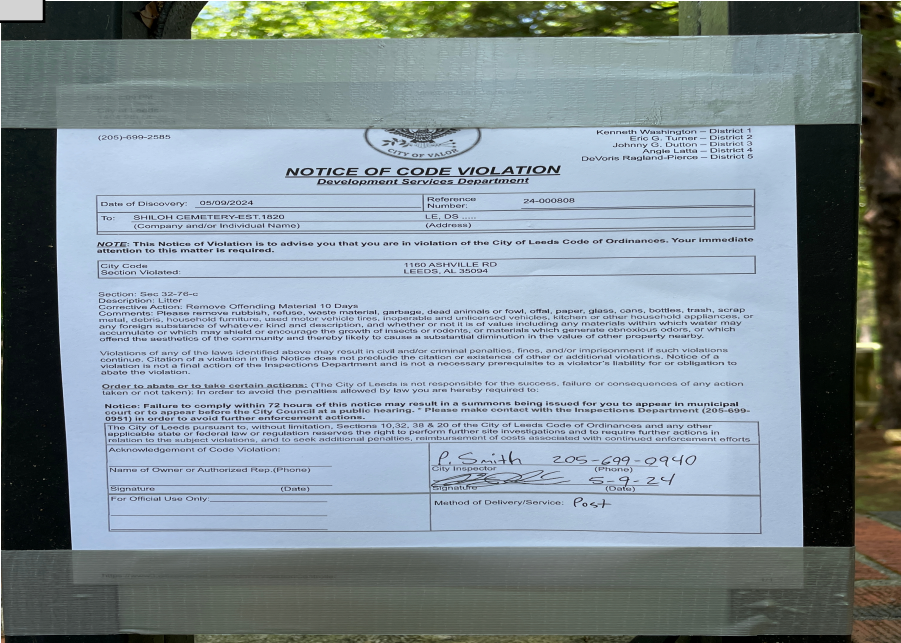 (205)-699-2585
CITY OF VALOR
Kenneth Washington – District 1
Eric G. Turner – District 2
Johnny G. Dutton – District 3
Angie Latta – District 4
DeVoris Ragland-Pierce – District 5
NOTICE OF CODE VIOLATION
Development Services Department
Date of Discovery: 05/09/2024
Reference Number: 24-000808
To: SHILOH CEMETERY-EST.1820
(Company and/or Individual Name)
LE, DS .....
(Address)
NOTE: This Notice of Violation is to advise you that you are in violation of the City of Leeds Code of Ordinances. Your immediate
attention to this matter is required.
City Code
Section Violated:
1160 ASHVILLE RD
LEEDS, AL 35094
Section: Sec 32-76-c
Description: Litter
Corrective Action: Remove Offending Material 10 Days
Comments: Please remove rubbish, refuse, waste material, garbage, dead animals or fowl, offal, paper, glass, cans, bottles, trash, scrap
metal, debris, household furniture, used motor vehicle tires, inoperable and unlicensed vehicles, kitchen or other household appliances, or
any foreign substance of whatever kind and description, and whether or not it is of value including any materials within which water may
accumulate or which may shield or encourage the growth of insects or rodents, or materials which generate obnoxious odors, or which
offend the aesthetics of the community and thereby likely to cause a substantial diminution in the value of other property nearby.
Violations of any of the laws identified above may result in civil and/or criminal penalties, fines, and/or imprisonment if such violations
continue. Citation of a violation in this Notice does not preclude the citation or existence of other or additional violations. Notice of a
violation is not a final action of the Inspections Department and is not a necessary prerequisite to a violator's liability for or obligation to
abate the violation.
Order to abate or to take certain actions: (The City of Leeds is not responsible for the success, failure or consequences of any action
taken or not taken): In order to avoid the penalties allowed by law you are hereby required to:
Notice: Failure to comply within 72 hours of this notice may result in a summons being issued for you to appear in municipal
court or to appear before the City Council at a public hearing. * Please make contact with the Inspections Department (205-699-
0951) in order to avoid further enforcement actions.
The City of Leeds pursuant to, without limitation, Sections 10,32, 38 & 20 of the City of Leeds Code of Ordinances and any other
applicable state or federal law or regulation reserves the right to perform further site investigations and to require further actions in
relation to the subject violations, and to seek additional penalties, reimbursement of costs associated with continued enforcement efforts
Acknowledgement of Code Violation:
Name of Owner or Authorized Rep.(Phone)
Signature (Date)
For Official Use Only:
P. Smith 205-699-0940
City Inspector (Phone)
5-9-24
Signature (Date)
Method of Delivery/Service: Post